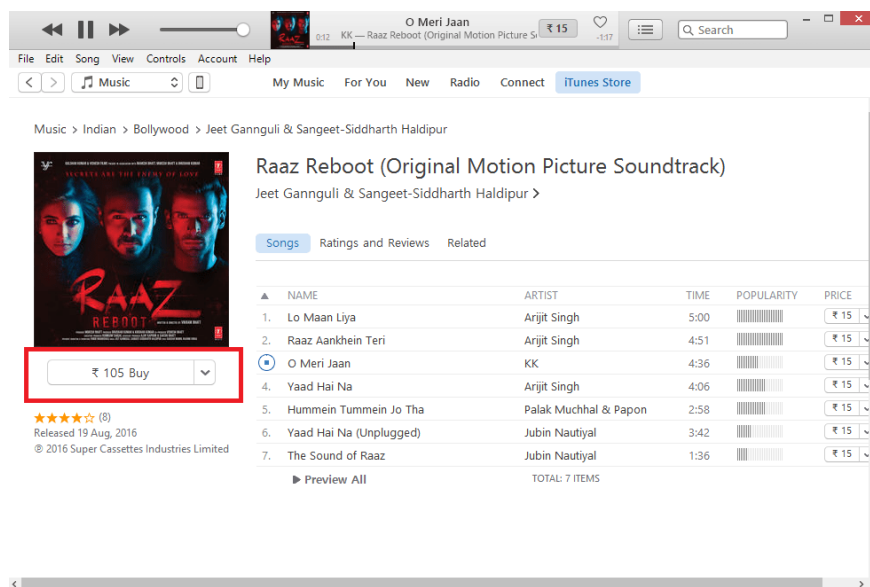 O Meri Jaan
0:12 KK — Raaz Reboot (Original Motion Picture S ₹ 15 -1:17
Search
File Edit Song View Controls Account Help
Music
My Music For You New Radio Connect iTunes Store
Music > Indian > Bollywood > Jeet Gannguli & Sangeet-Siddharth Haldipur
SECRETS ARE THE ENEMY OF LOVE
RAAZ
REBOOT
Raaz Reboot (Original Motion Picture Soundtrack)
Jeet Gannguli & Sangeet-Siddharth Haldipur >
Songs Ratings and Reviews Related
NAME ARTIST TIME POPULARITY PRICE
1. Lo Maan Liya Arijit Singh 5:00 ₹ 15
2. Raaz Aankhein Teri Arijit Singh 4:51 ₹ 15
O Meri Jaan KK 4:36 ₹ 15
4. Yaad Hai Na Arijit Singh 4:06 ₹ 15
5. Hummein Tummein Jo Tha Palak Muchhal & Papon 2:58 ₹ 15
6. Yaad Hai Na (Unplugged) Jubin Nautiyal 3:42 ₹ 15
7. The Sound of Raaz Jubin Nautiyal 1:36 ₹ 15
Preview All TOTAL: 7 ITEMS
₹ 105 Buy
(8)
Released 19 Aug, 2016
℗ 2016 Super Cassettes Industries Limited